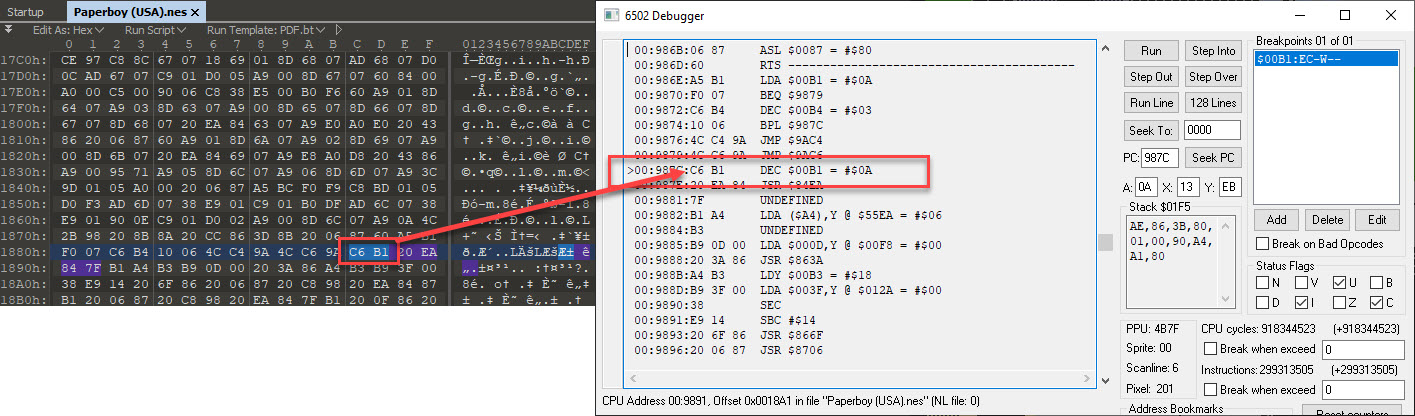 Startup
Paperboy (USA).nes ×
Edit As: Hex
Run Script
Run Template: PDF.bt
0 1 2 3 4 5 6 7 8 9 A B C D E F
0123456789ABCDEF
17C0h: CE 97 C8 8C 67 07 18 69 01 8D 68 07 AD 68 07 D0
17D0h: 0C AD 67 07 C9 01 D0 05 A9 00 8D 67 07 60 84 00
17E0h: A0 00 C5 00 90 06 C8 38 E5 00 B0 F6 60 A9 01 8D
17F0h: 64 07 A9 03 8D 63 07 A9 00 8D 65 07 8D 66 07 8D
1800h: 67 07 8D 68 07 20 EA 84 63 07 A9 E0 A0 E0 20 43
1810h: 86 20 06 87 60 A9 01 8D 6A 07 A9 02 8D 69 07 A9
1820h: 00 8D 6B 07 20 EA 84 69 07 A9 E8 A0 D8 20 43 86
1830h: A9 00 95 71 A9 05 8D 6C 07 A9 08 8D 6D 07 A9 3C
1840h: 9D 01 05 A0 00 20 06 87 A5 BC F0 F9 C8 BD 01 05
1850h: D0 F3 AD 6D 07 38 E9 01 C9 01 B0 DF 6C 07 38
1860h: E9 01 90 C9 01 D0 02 A9 00 8D 6C 07 A9 0A 4C
1870h: 2B 98 20 8B 8A 20 CC 86 3D 8B 20 06 87 60
1880h: F0 07 C6 B4 10 06 4C C4 9A 4C C6 9A C6 B1 20 EA
1890h: 84 7F B1 A4 B3 B9 0D 00 20 3A 86 A4 B3 B9 3F 00
18A0h: 38 E9 14 20 6F 86 20 06 87 20 C8 98 20 EA 84 87
18B0h: B1 20 06 87 20 C8 98 20 EA 84 7F B1 20 0F 86 20
6502 Debugger
00:986B:06 87 ASL $0087 = #$80
00:986D:60 RTS ----------------------------------------
00:986E:A5 B1 LDA $00B1 = #$0A
00:9870:F0 07 BEQ $9879
00:9872:C6 B4 DEC $00B4 = #$03
00:9874:10 06 BPL $987C
00:9876:4C C4 9A JMP $9AC4
00:9879:4C C6 9A JMP $9AC6
>00:987C:C6 B1 DEC $00B1 = #$0A
00:987E:20 EA 84 JSR $84EA
00:9881:7F UNDEFINED
00:9882:B1 A4 LDA ($A4),Y @ $55EA = #$06
00:9884:B3 UNDEFINED
00:9885:B9 0D 00 LDA $000D,Y @ $00F8 = #$00
00:9888:20 3A 86 JSR $863A
00:988B:A4 B3 LDY $00B3 = #$18
00:988D:B9 3F 00 LDA $003F,Y @ $012A = #$00
00:9890:38 SEC
00:9891:E9 14 SBC #$14
00:9893:20 6F 86 JSR $866F
00:9896:20 06 87 JSR $8706
CPU Address 00:9891, Offset 0x0018A1 in file "Paperboy (USA).nes" (NL file: 0)
Run
Step Into
Step Out
Step Over
Run Line
128 Lines
Seek To:
0000
PC:
987C
Seek PC
A: 0A X: 13 Y: EB
Stack $01F5
AE,86,3B,80,
01,00,90,A4,
A1,80
Breakpoints 01 of 01
$00B1:EC-W--
Add
Delete
Edit
Break on Bad Opcodes
Status Flags
N V U B
D I Z C
PPU: 4B7F
Sprite: 00
Scanline: 6
Pixel: 201
CPU cycles: 918344523 (+918344523)
Break when exceed 0
Instructions: 299313505 (+299313505)
Break when exceed 0
Address Bookmarks
Reset counters